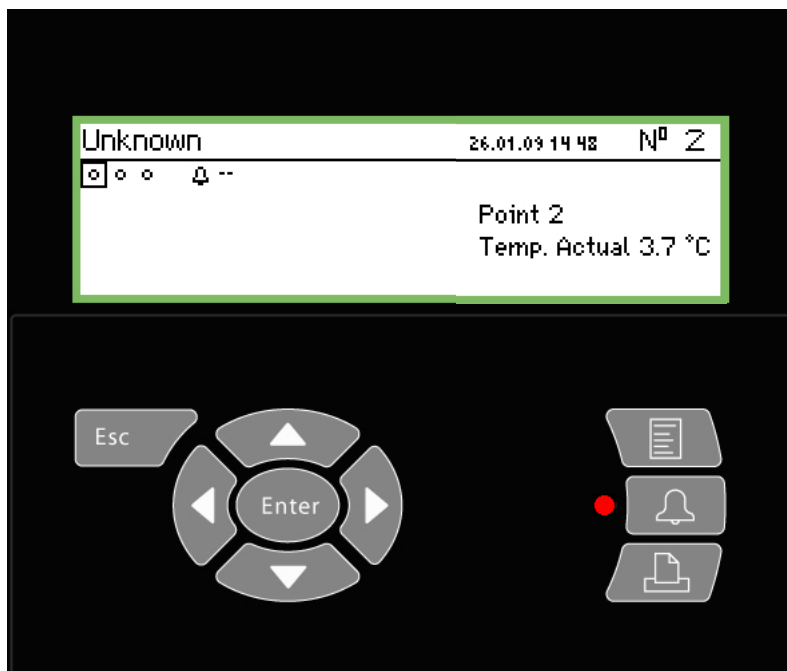 Unknown 26.01.09 14 48 Nº 2
--
Point 2
Temp. Actual 3.7 °C
Esc
Enter